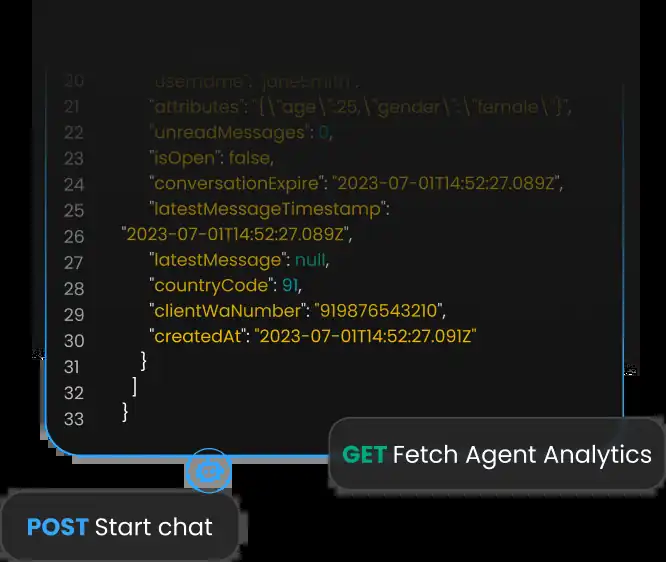 20 "username": "janesmith",
21 "attributes": "{\"age\":25,\"gender\":\"female\"}",
22 "unreadMessages": 0,
23 "isOpen": false,
24 "conversationExpire": "2023-07-01T14:52:27.089Z",
25 "latestMessageTimestamp":
26 "2023-07-01T14:52:27.089Z",
27 "latestMessage": null,
28 "countryCode": 91,
29 "clientWaNumber": "919876543210",
30 "createdAt": "2023-07-01T14:52:27.091Z"
31 }
32 ]
33 }
GET Fetch Agent Analytics
POST Start chat